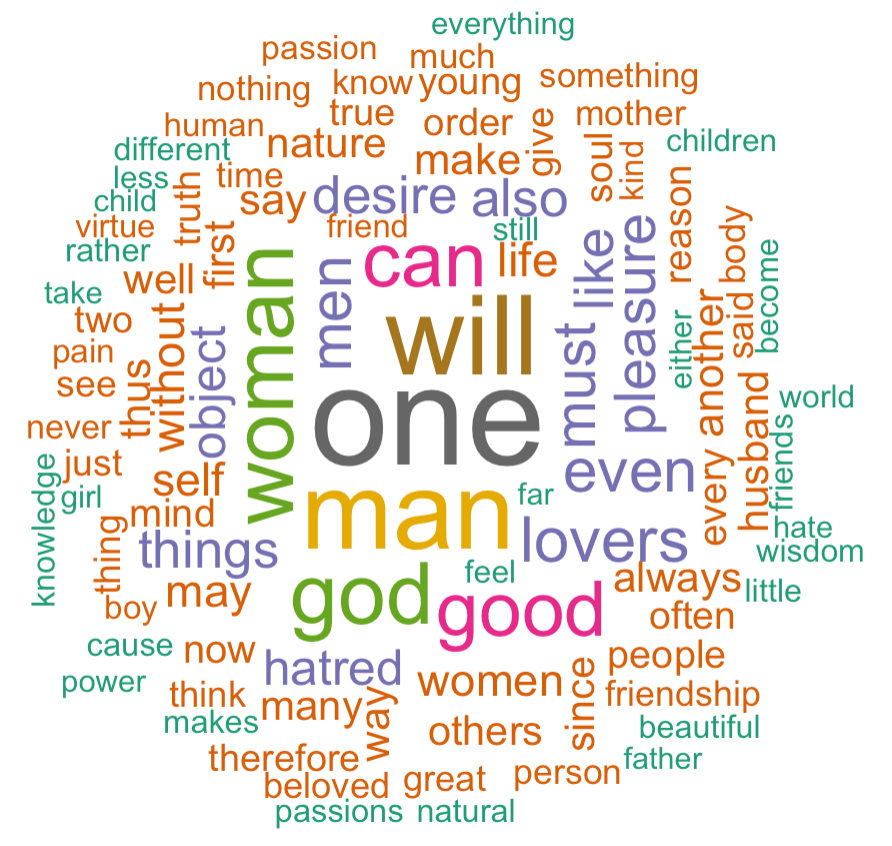 everything
passion much
nothing know young something
human true order give mother
different nature make soul kind children
less time
child truth say desire also reason
virtue first friend still body
rather well men can life like pleasure become
take woman will
two without object must either another said
pain
see thus one husband world
never
just self even every friends
knowledge girl mind man far hate
thing things lovers wisdom
boy may god feel good always little
often
cause now hatred women since people
power think many way friendship
makes others beautiful
therefore father
beloved great person
passions natural